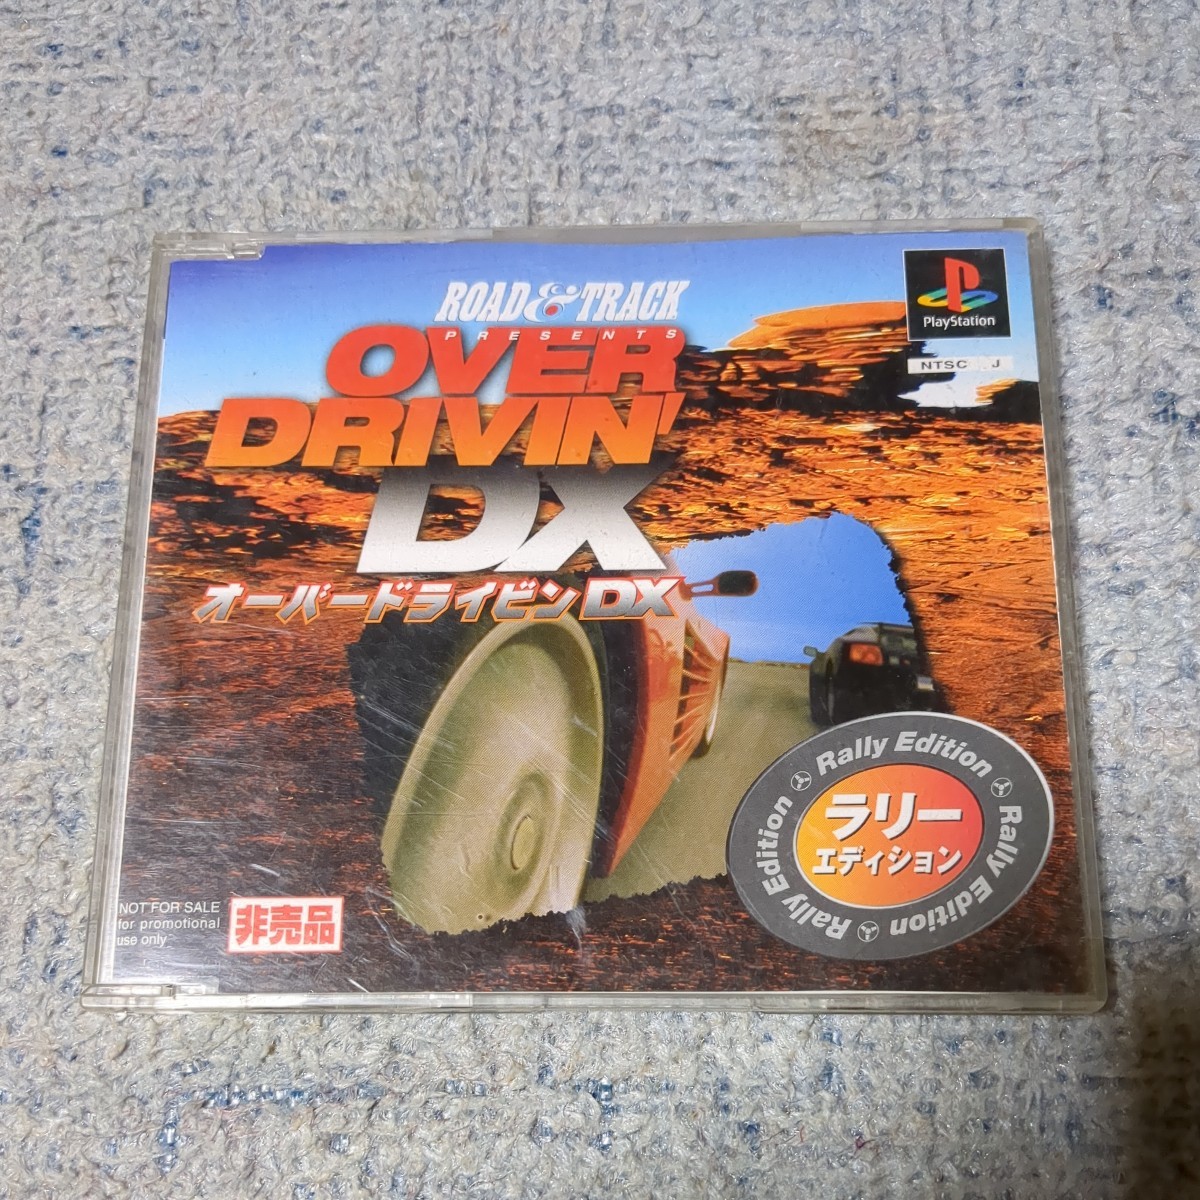 ROAD & TRACK
PRESENTS
OVER
DRIVIN'
DX
オーバードライビン DX
PlayStation
NTSC J
Rally Edition
Rally Edition
Rally Edition
ラリー
エディション
NOT FOR SALE
for promotional
use only
非売品